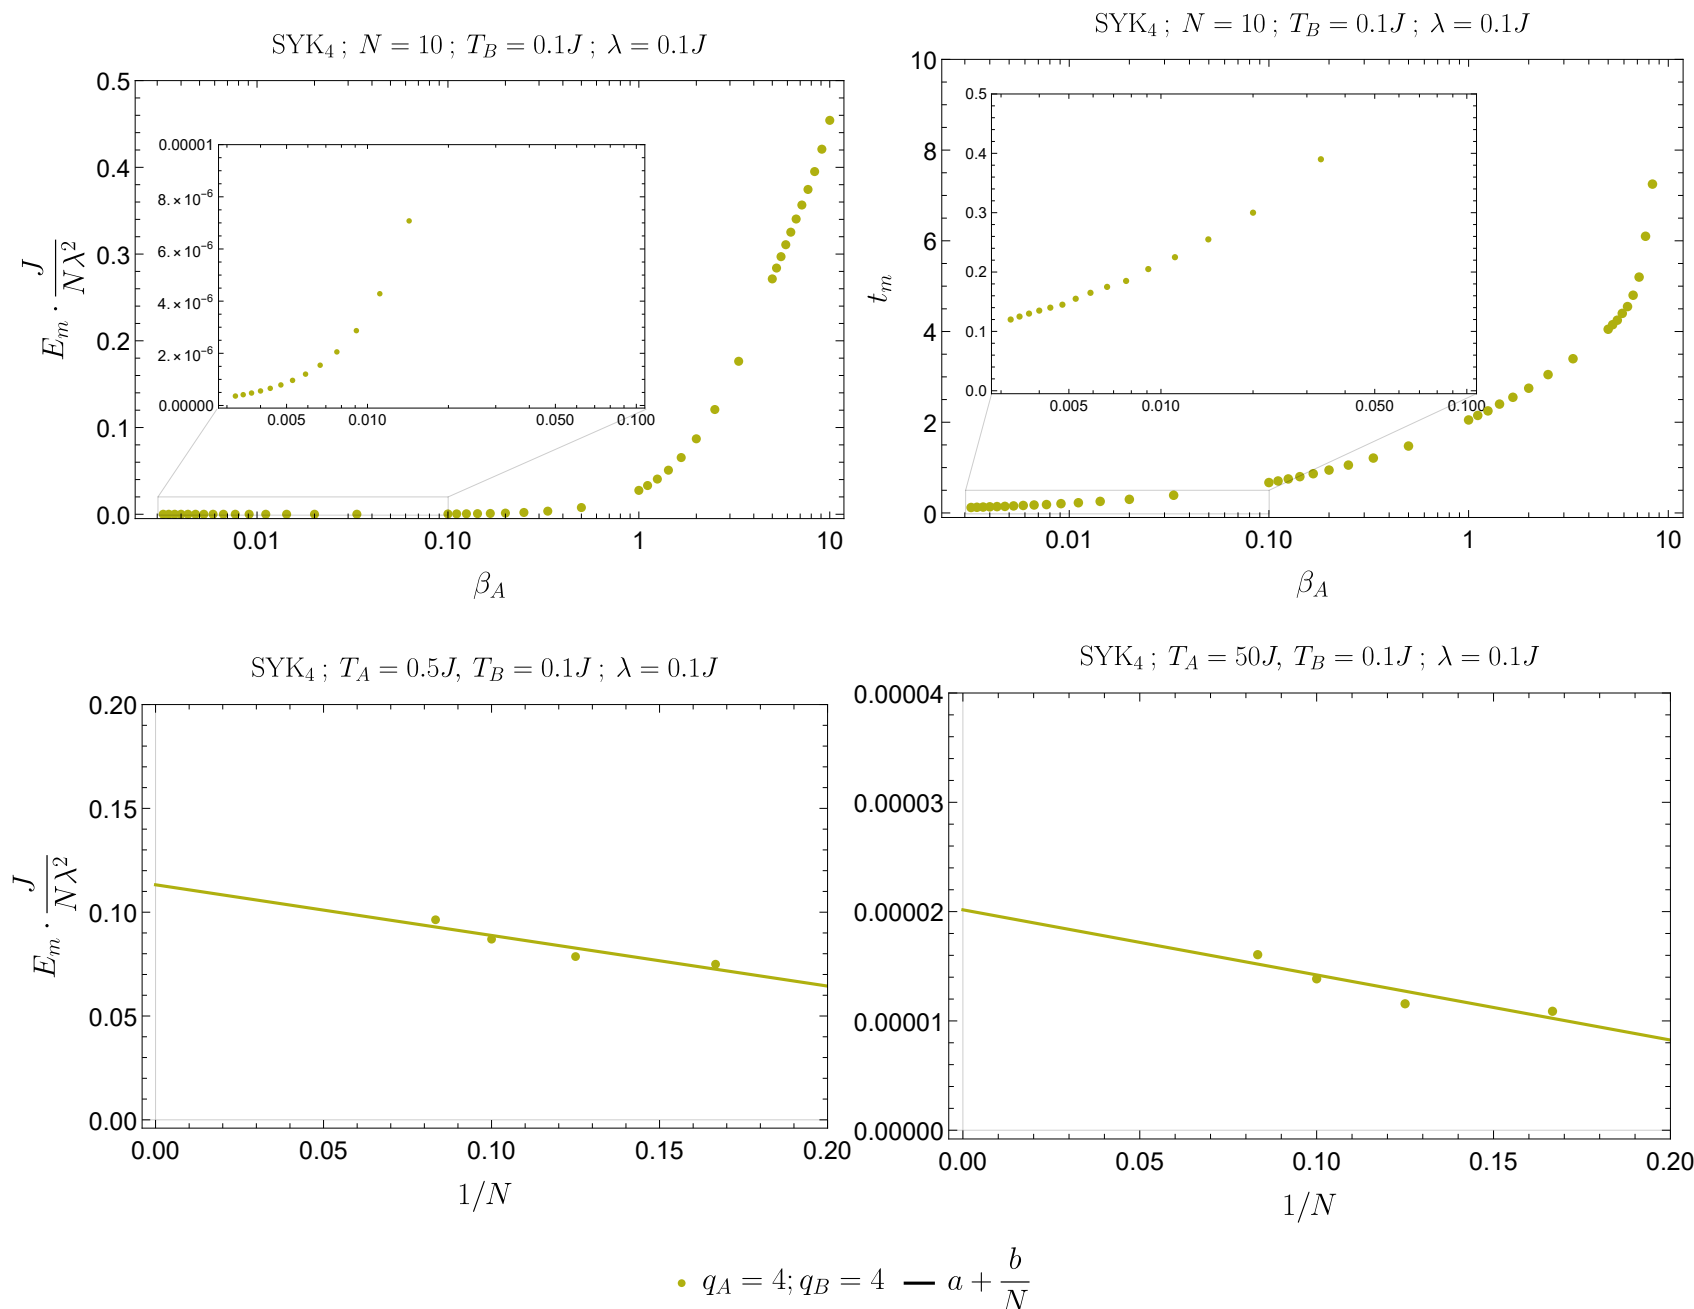 SYK₄ ; N = 10 ; T_B = 0.1J ; λ = 0.1J
E_m · J/(Nλ²)
0.5
0.4
0.3
0.2
0.1
0.0
0.00001
8.×10⁻⁶
6.×10⁻⁶
4.×10⁻⁶
2.×10⁻⁶
0.00000
0.005 0.010 0.050 0.100
0.01 0.10 1 10
β_A
SYK₄ ; N = 10 ; T_B = 0.1J ; λ = 0.1J
t_m
10
8
6
4
2
0
0.5
0.4
0.3
0.2
0.1
0.0
0.005 0.010 0.050 0.100
0.01 0.10 1 10
β_A
SYK₄ ; T_A = 0.5J, T_B = 0.1J ; λ = 0.1J
E_m · J/(Nλ²)
0.20
0.15
0.10
0.05
0.00
0.00 0.05 0.10 0.15 0.20
1/N
SYK₄ ; T_A = 50J, T_B = 0.1J ; λ = 0.1J
0.00004
0.00003
0.00002
0.00001
0.00000
0.00 0.05 0.10 0.15 0.20
1/N
q_A = 4; q_B = 4 a + b/N